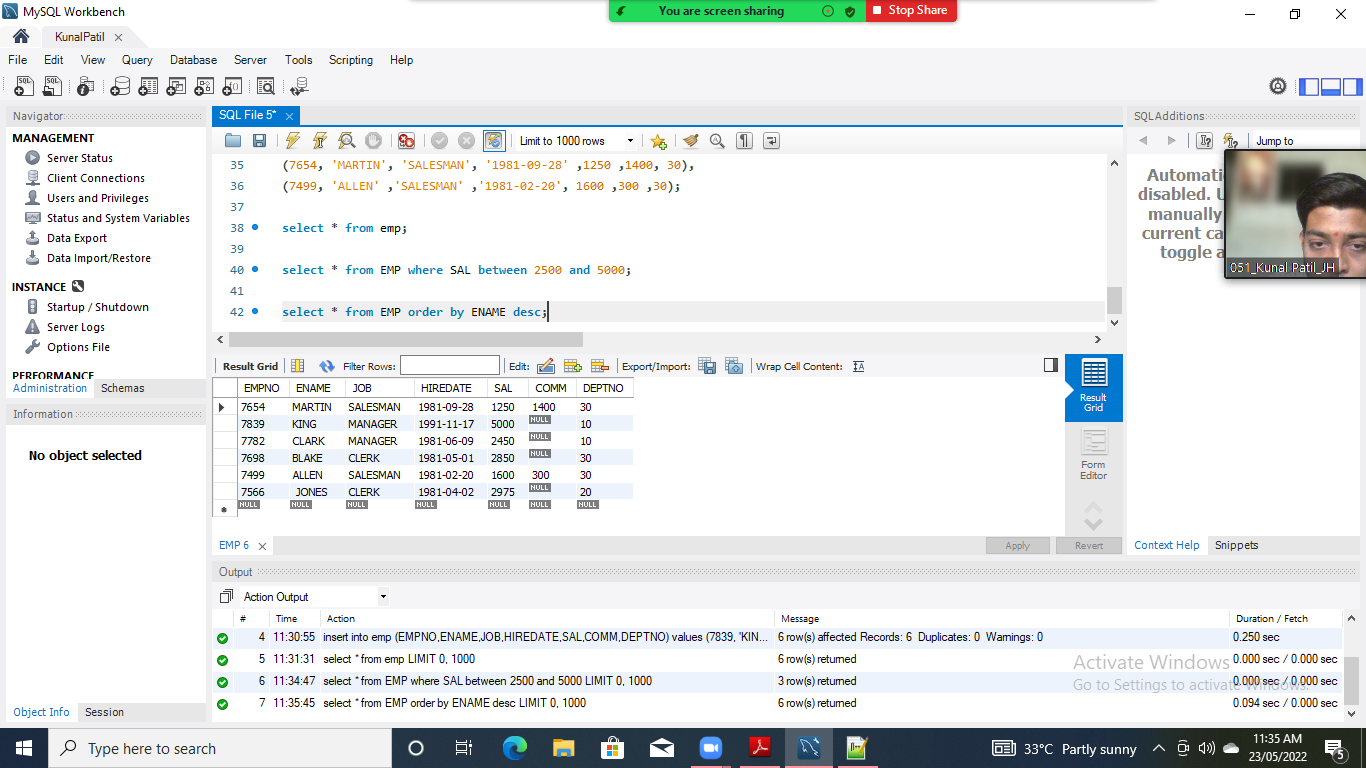 MySQL Workbench
You are screen sharing
Stop Share
KunalPatil
File Edit View Query Database Server Tools Scripting Help
Navigator
MANAGEMENT
Server Status
Client Connections
Users and Privileges
Status and System Variables
Data Export
Data Import/Restore
INSTANCE
Startup / Shutdown
Server Logs
Options File
PERFORMANCE
Administration Schemas
Information
No object selected
Object Info Session
SQL File 5*
Limit to 1000 rows
35 (7654, 'MARTIN', 'SALESMAN', '1981-09-28' ,1250 ,1400, 30),
36 (7499, 'ALLEN' ,'SALESMAN' ,'1981-02-20', 1600 ,300 ,30);
37
38 select * from emp;
39
40 select * from EMP where SAL between 2500 and 5000;
41
42 select * from EMP order by ENAME desc;
Result Grid Filter Rows: Edit: Export/Import: Wrap Cell Content:
EMPNO ENAME JOB HIREDATE SAL COMM DEPTNO
7654 MARTIN SALESMAN 1981-09-28 1250 1400 30
7839 KING MANAGER 1991-11-17 5000 NULL 10
7782 CLARK MANAGER 1981-06-09 2450 NULL 10
7698 BLAKE CLERK 1981-05-01 2850 NULL 30
7499 ALLEN SALESMAN 1981-02-20 1600 300 30
7566 JONES CLERK 1981-04-02 2975 NULL 20
NULL NULL NULL NULL NULL NULL NULL
Result
Grid
Form
Editor
EMP 6
Apply Revert
SQLAdditions
Jump to
Automati
disabled. U
manually
current ca
toggle a
051_Kunal Patil_JH
Context Help Snippets
Output
Action Output
# Time Action Message Duration / Fetch
4 11:30:55 insert into emp (EMPNO,ENAME,JOB,HIREDATE,SAL,COMM,DEPTNO) values (7839, 'KIN... 6 row(s) affected Records: 6 Duplicates: 0 Warnings: 0 0.250 sec
5 11:31:31 select * from emp LIMIT 0, 1000 6 row(s) returned 0.000 sec / 0.000 sec
6 11:34:47 select * from EMP where SAL between 2500 and 5000 LIMIT 0, 1000 3 row(s) returned 0.000 sec / 0.000 sec
7 11:35:45 select * from EMP order by ENAME desc LIMIT 0, 1000 6 row(s) returned 0.094 sec / 0.000 sec
Activate Windows
Go to Settings to activate Windows.
Type here to search
33°C Partly sunny
11:35 AM
23/05/2022
5